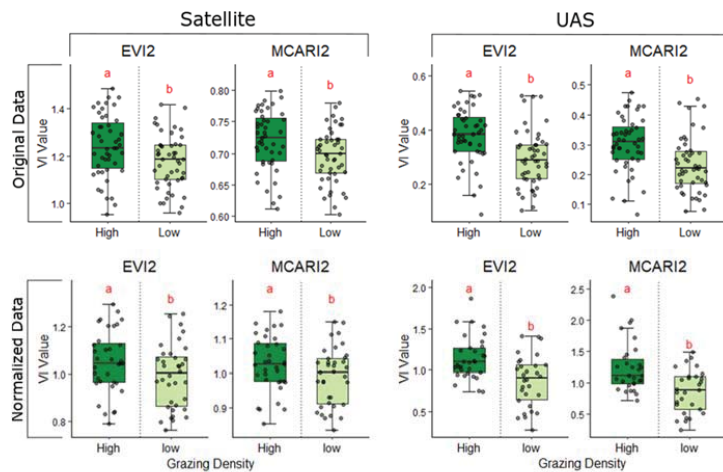 Satellite UAS
EVI2 MCARI2 EVI2 MCARI2
Original Data
VI Value
a b a b a b a b
1.4
1.2
1.0
0.80
0.75
0.70
0.65
0.60
0.6
0.4
0.2
0.5
0.4
0.3
0.2
0.1
High Low High Low High Low High Low
EVI2 MCARI2 EVI2 MCARI2
Normalized Data
VI Value
a b a b a b a b
1.2
1.0
0.8
1.2
1.1
1.0
0.9
2.0
1.5
1.0
0.5
2.5
2.0
1.5
1.0
0.5
High low High low High low High low
Grazing Density Grazing Density